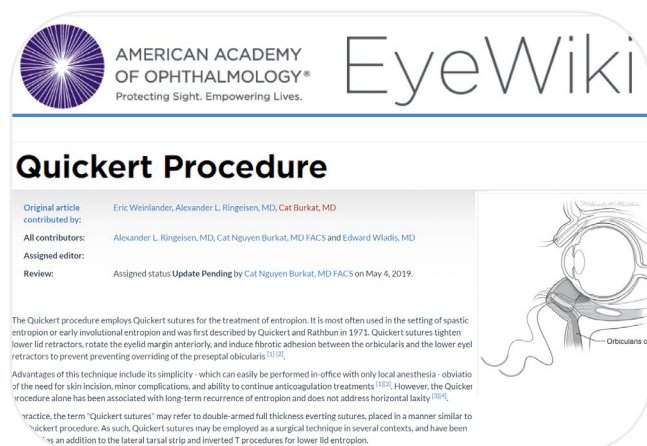 AMERICAN ACADEMY
OF OPHTHALMOLOGY®
Protecting Sight. Empowering Lives.
EyeWiki
Quickert Procedure
Original article contributed by: Eric Weinlander, Alexander L. Ringeisen, MD, Cat Burkat, MD
All contributors: Alexander L. Ringeisen, MD, Cat Nguyen Burkat, MD FACS and Edward Wladis, MD
Assigned editor:
Review: Assigned status Update Pending by Cat Nguyen Burkat, MD FACS on May 4, 2019.
Orbicularis o
The Quickert procedure employs Quickert sutures for the treatment of entropion. It is most often used in the setting of spastic
entropion or early involutional entropion and was first described by Quickert and Rathbun in 1971. Quickert sutures tighten
lower lid retractors, rotate the eyelid margin anteriorly, and induce fibrotic adhesion between the orbicularis and the lower eyel
retractors to prevent preventing overriding of the preseptal obicularis [1] [2].
Advantages of this technique include its simplicity - which can easily be performed in-office with only local anesthesia - obviatio
of the need for skin incision, minor complications, and ability to continue anticoagulation treatments [1][3]. However, the Quicker
procedure alone has been associated with long-term recurrence of entropion and does not address horizontal laxity [3][4].
practice, the term "Quickert sutures" may refer to double-armed full thickness everting sutures, placed in a manner similar to
Quickert procedure. As such, Quickert sutures may be employed as a surgical technique in several contexts, and have been
as an addition to the lateral tarsal strip and inverted T procedures for lower lid entropion.